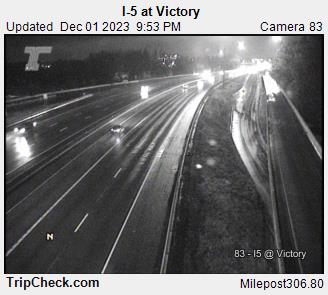 I-5 at Victory
Updated Dec 01 2023 9:53 PM Camera 83
T
N
83 - I5 @ Victory
TripCheck.com Milepost306.80